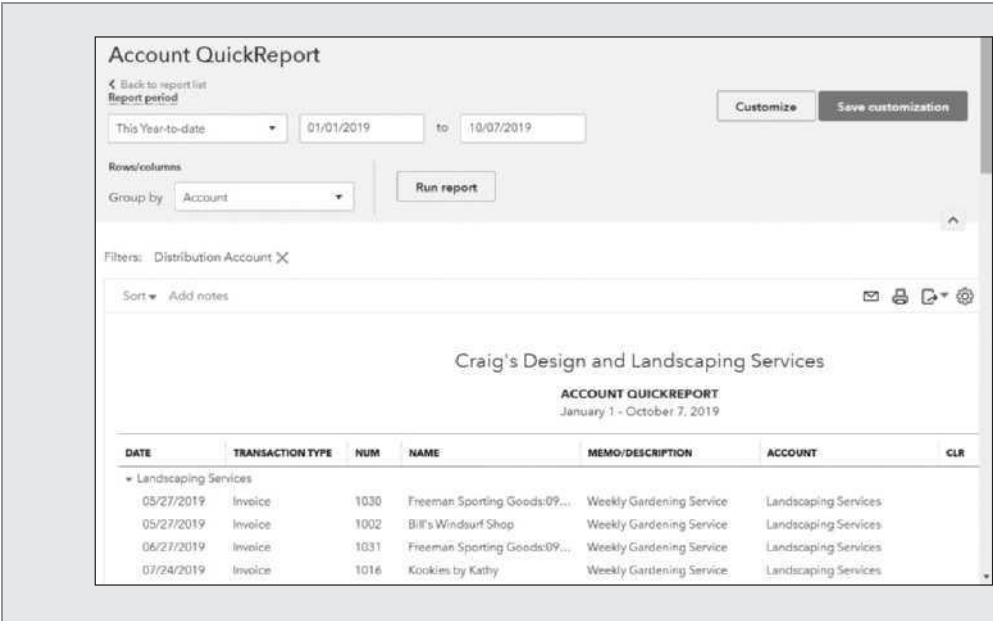 Account QuickReport
Back to report list
Report period
This Year-to-date 01/01/2019 to 10/07/2019
Customize Save customization
Rows/columns
Group by Account Run report
Filters: Distribution Account
Sort Add notes
Craig's Design and Landscaping Services
ACCOUNT QUICKREPORT
January 1 - October 7, 2019
DATE TRANSACTION TYPE NUM NAME MEMO/DESCRIPTION ACCOUNT CLR
Landscaping Services
05/27/2019 Invoice 1030 Freeman Sporting Goods:09... Weekly Gardening Service Landscaping Services
05/27/2019 Invoice 1002 Bill's Windsurf Shop Weekly Gardening Service Landscaping Services
06/27/2019 Invoice 1031 Freeman Sporting Goods:09... Weekly Gardening Service Landscaping Services
07/24/2019 Invoice 1016 Kookies by Kathy Weekly Gardening Service Landscaping Services